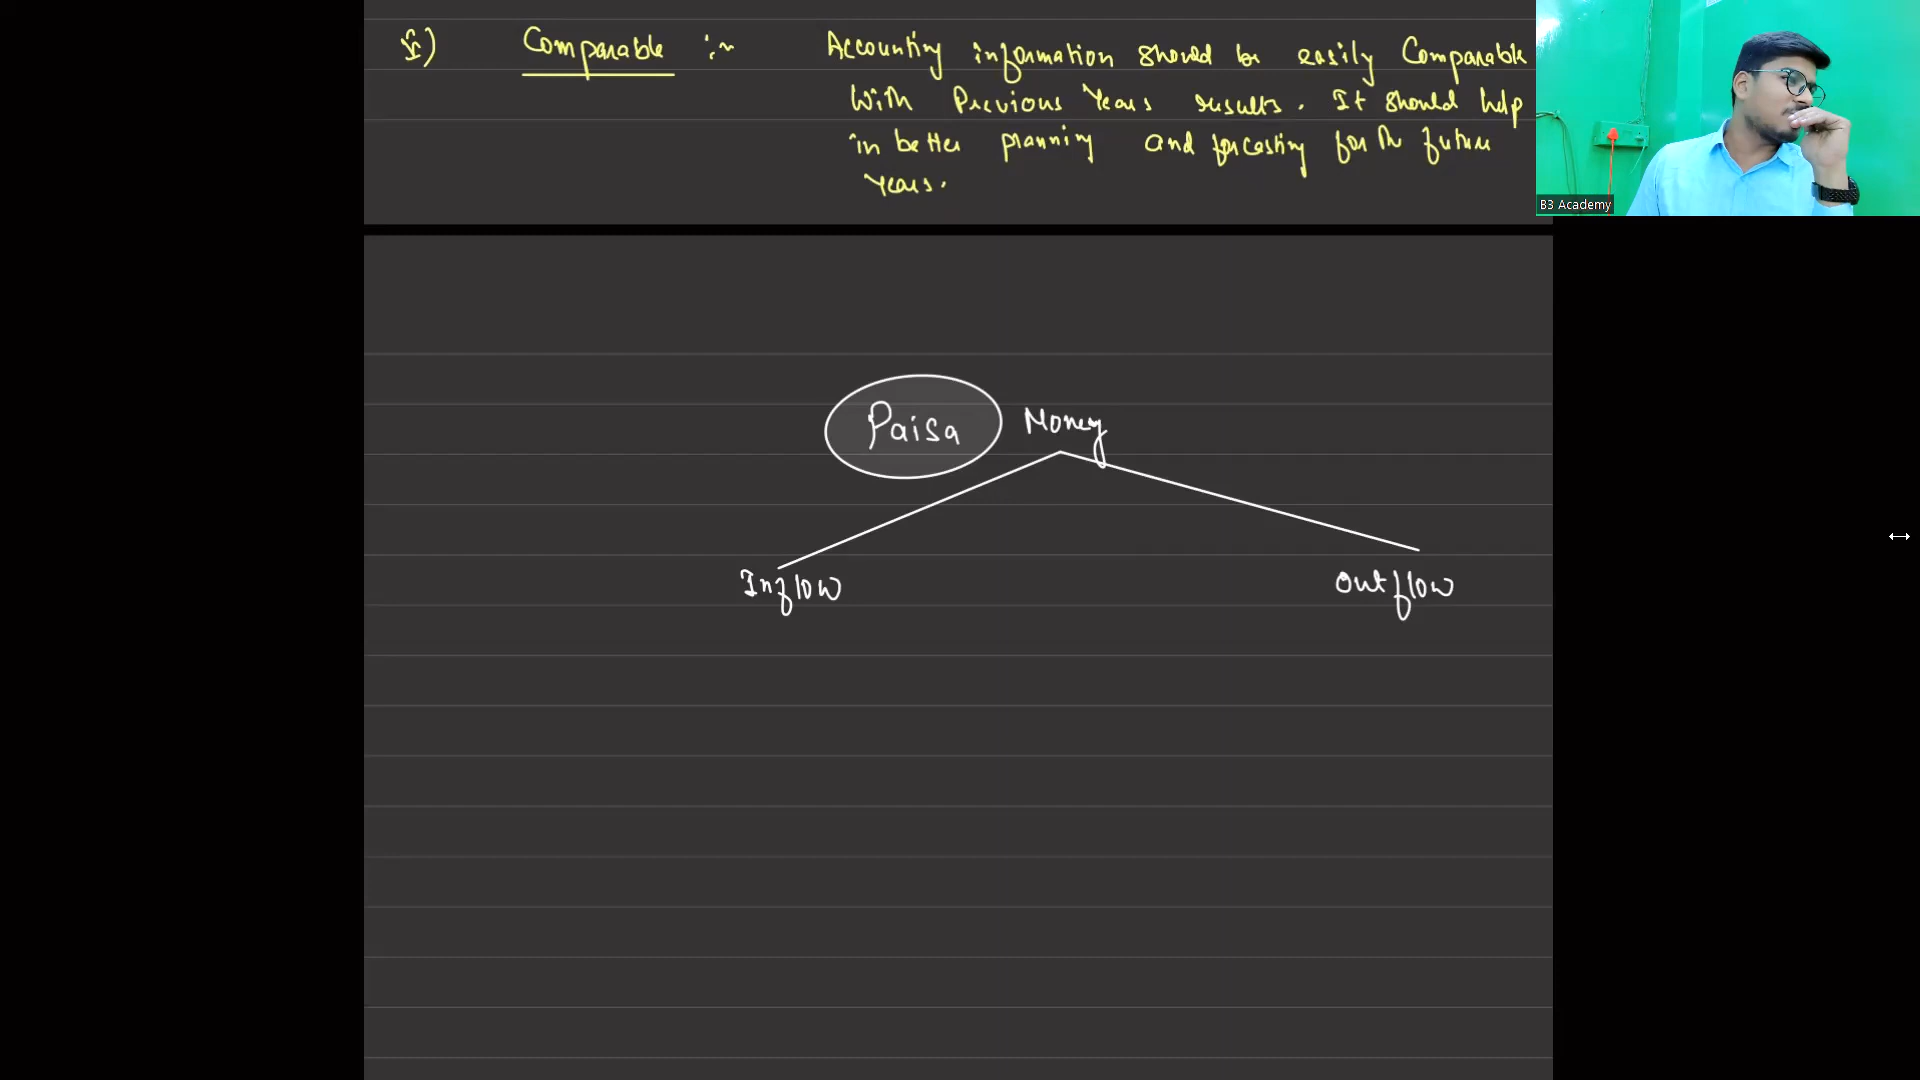 Comparable :~ Accounting information should be easily Comparable
With Previous Years results. It should help
in better planning and forcasting for the future
Years.
B3 Academy
Paisa Money
Inflow Outflow